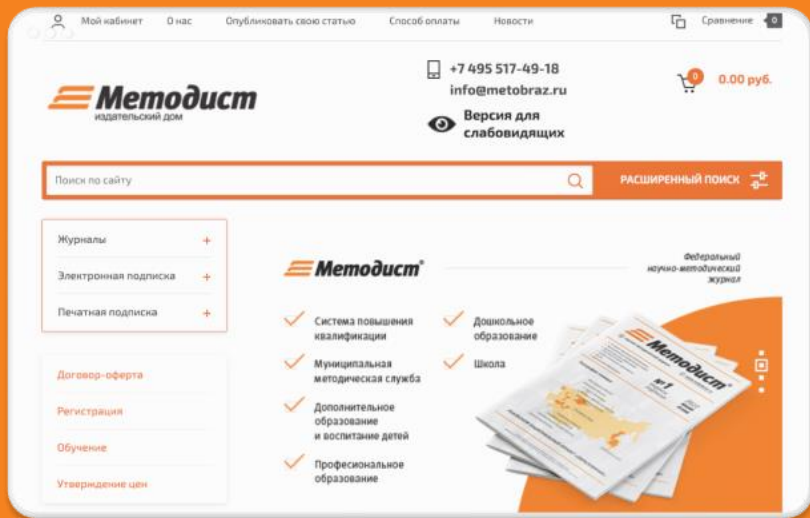 Мой кабинет О нас Опубликовать свою статью Способ оплаты Новости Сравнение 0
+7 495 517-49-18
info@metobraz.ru
0 0.00 руб.
Методист
издательский дом
Версия для
слабовидящих
Поиск по сайту РАСШИРЕННЫЙ ПОИСК
Журналы +
Электронная подписка +
Печатная подписка +
Договор-оферта
Регистрация
Обучение
Утверждение цен
Методист®
Федеральный
научно-методический
журнал
Система повышения
квалификации
Муниципальная
методическая служба
Дополнительное
образование
и воспитание детей
Професиональное
образование
Дошкольное
образование
Школа
Методист
№1